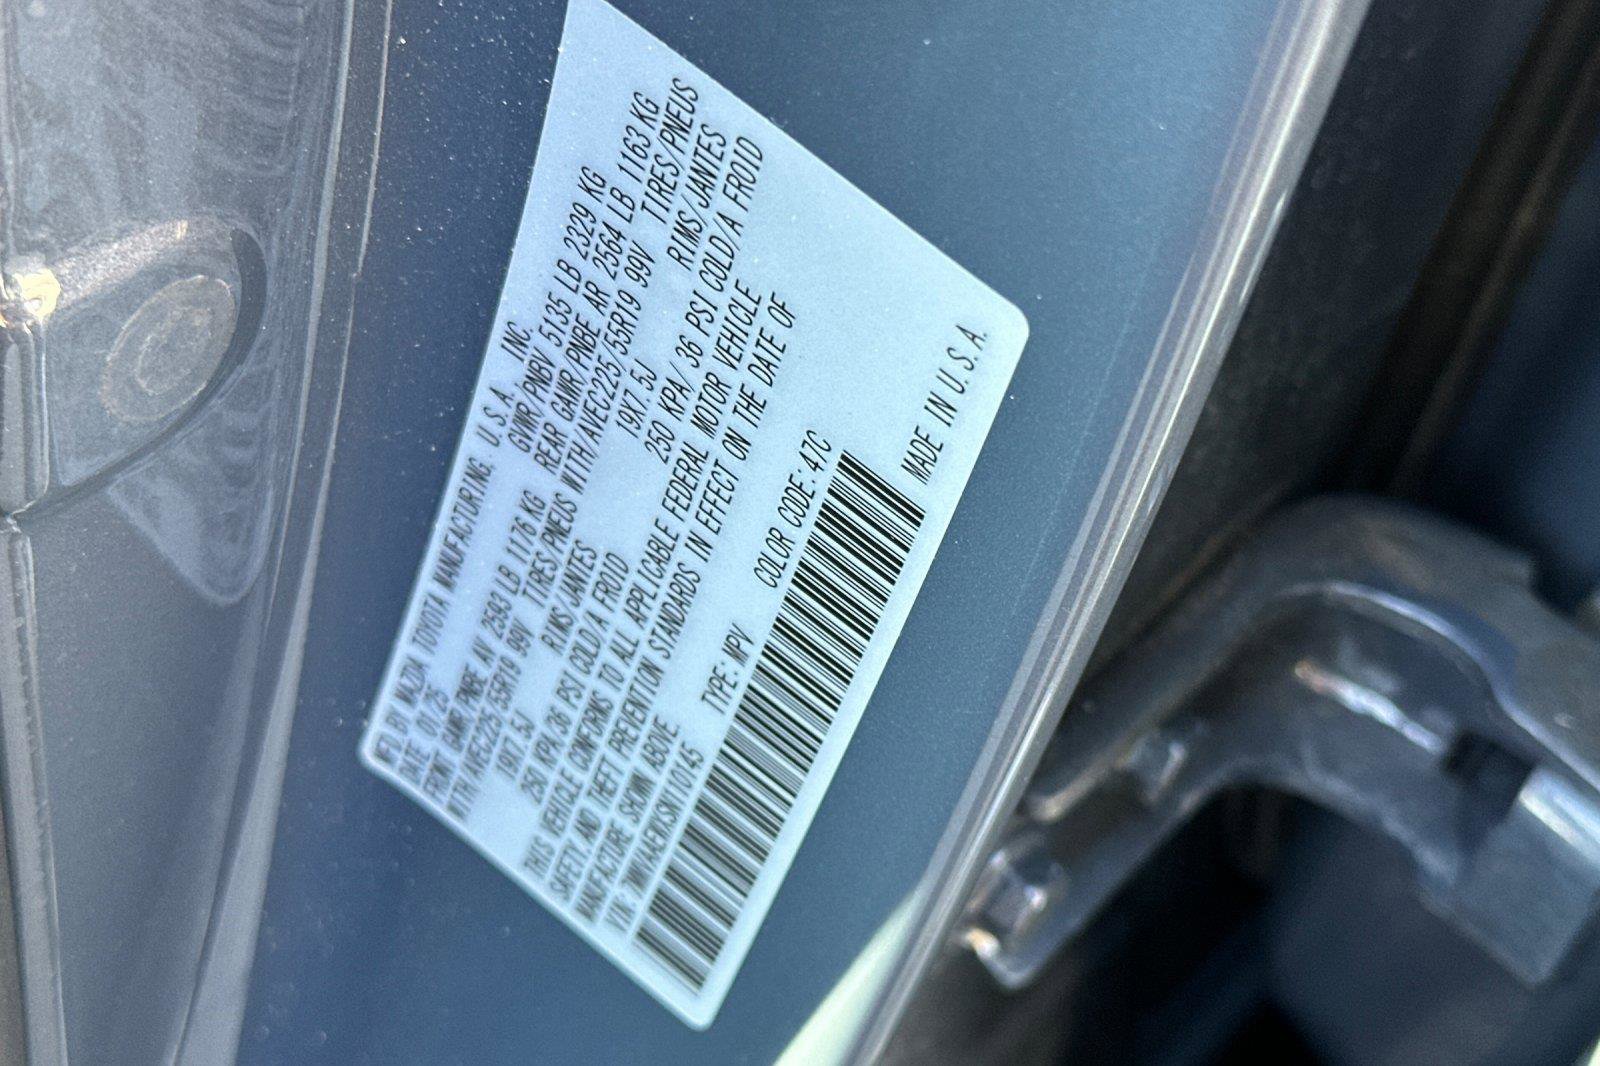 MFD. BY MAZDA TOYOTA MANUFACTURING, U.S.A. INC.
DATE 01/25 GVWR/PNBV 5135 LB 2329 KG
FRONT GAWR/PNBE AV 2593 LB 1176 KG REAR GAWR/PNBE AR 2564 LB 1163 KG
WITH/AVEC225/55R19 99V TIRES/PNEUS WITH/AVEC225/55R19 99V TIRES/PNEUS
19X7.5J RIMS/JANTES 19X7.5J RIMS/JANTES
250 KPA/36 PSI COLD/A FROID 250 KPA/ 36 PSI COLD/A FROID
THIS VEHICLE CONFORMS TO ALL APPLICABLE FEDERAL MOTOR VEHICLE
SAFETY AND THEFT PREVENTION STANDARDS IN EFFECT ON THE DATE OF
MANUFACTURE SHOWN ABOVE
VIN: TYPE: MPV COLOR CODE: 47C
MADE IN U.S.A.